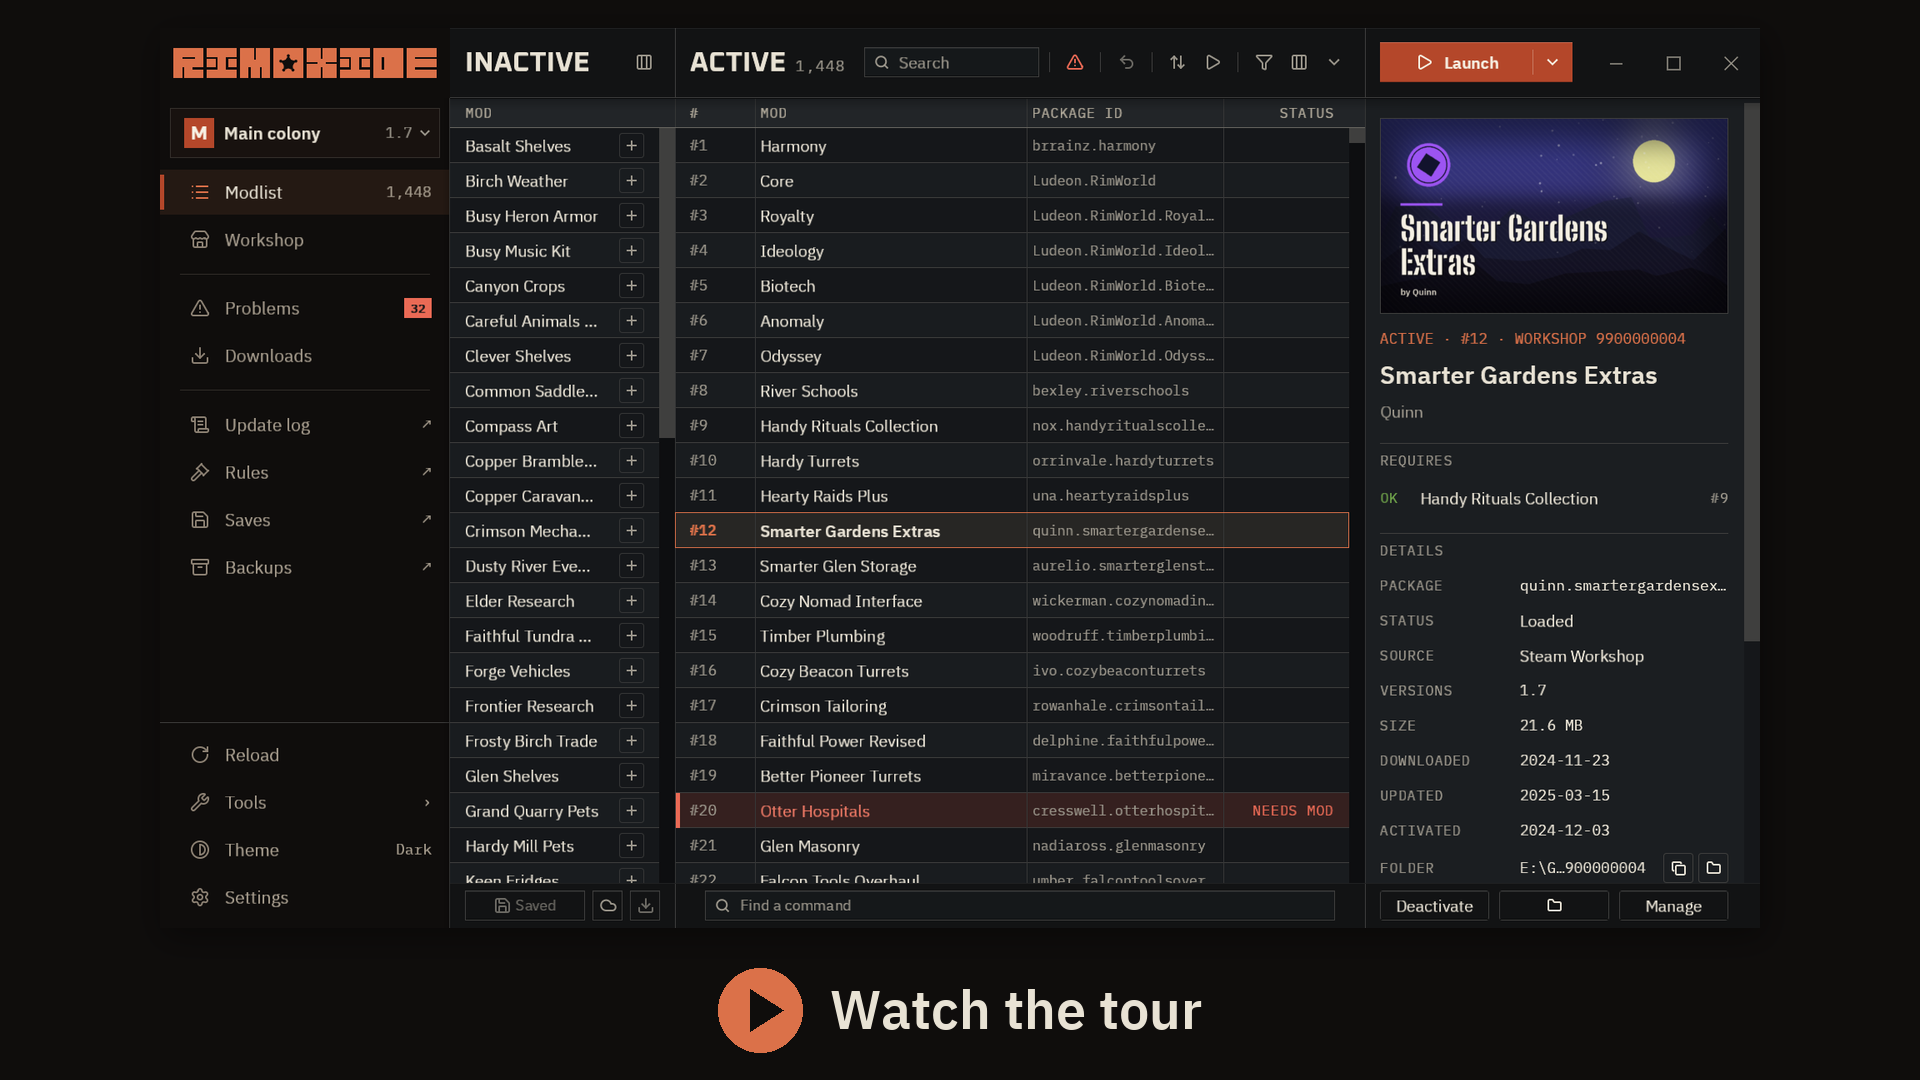 RIMOXIDE
M Main colony 1.7
Modlist 1,448
Workshop
Problems 32
Downloads
Update log
Rules
Saves
Backups
Reload
Tools
Theme Dark
Settings
INACTIVE
MOD
Basalt Shelves
Birch Weather
Busy Heron Armor
Busy Music Kit
Canyon Crops
Careful Animals ...
Clever Shelves
Common Saddle...
Compass Art
Copper Bramble...
Copper Caravan...
Crimson Mecha...
Dusty River Eve...
Elder Research
Faithful Tundra ...
Forge Vehicles
Frontier Research
Frosty Birch Trade
Glen Shelves
Grand Quarry Pets
Hardy Mill Pets
Keen Fridges
Saved
ACTIVE 1,448 Search
# MOD PACKAGE ID STATUS
#1 Harmony brrainz.harmony
#2 Core Ludeon.RimWorld
#3 Royalty Ludeon.RimWorld.Royal...
#4 Ideology Ludeon.RimWorld.Ideol...
#5 Biotech Ludeon.RimWorld.Biote...
#6 Anomaly Ludeon.RimWorld.Anoma...
#7 Odyssey Ludeon.RimWorld.Odyss...
#8 River Schools bexley.riverschools
#9 Handy Rituals Collection nox.handyritualscolle...
#10 Hardy Turrets orrinvale.hardyturrets
#11 Hearty Raids Plus una.heartyraidsplus
#12 Smarter Gardens Extras quinn.smartergardense...
#13 Smarter Glen Storage aurelio.smarterglenst...
#14 Cozy Nomad Interface wickerman.cozynomadin...
#15 Timber Plumbing woodruff.timberplumbi...
#16 Cozy Beacon Turrets ivo.cozybeaconturrets
#17 Crimson Tailoring rowanhale.crimsontail...
#18 Faithful Power Revised delphine.faithfulpowe...
#19 Better Pioneer Turrets miravance.betterpione...
#20 Otter Hospitals cresswell.otterhospit... NEEDS MOD
#21 Glen Masonry nadiaross.glenmasonry
#22 Falcon Tools Overhaul umber.falcontoolsover...
Find a command
Launch
Smarter Gardens
Extras
by Quinn
ACTIVE · #12 · WORKSHOP 9900000004
Smarter Gardens Extras
Quinn
REQUIRES
OK Handy Rituals Collection #9
DETAILS
PACKAGE quinn.smartergardensex...
STATUS Loaded
SOURCE Steam Workshop
VERSIONS 1.7
SIZE 21.6 MB
DOWNLOADED 2024-11-23
UPDATED 2025-03-15
ACTIVATED 2024-12-03
FOLDER E:\G…900000004
Deactivate Manage
Watch the tour